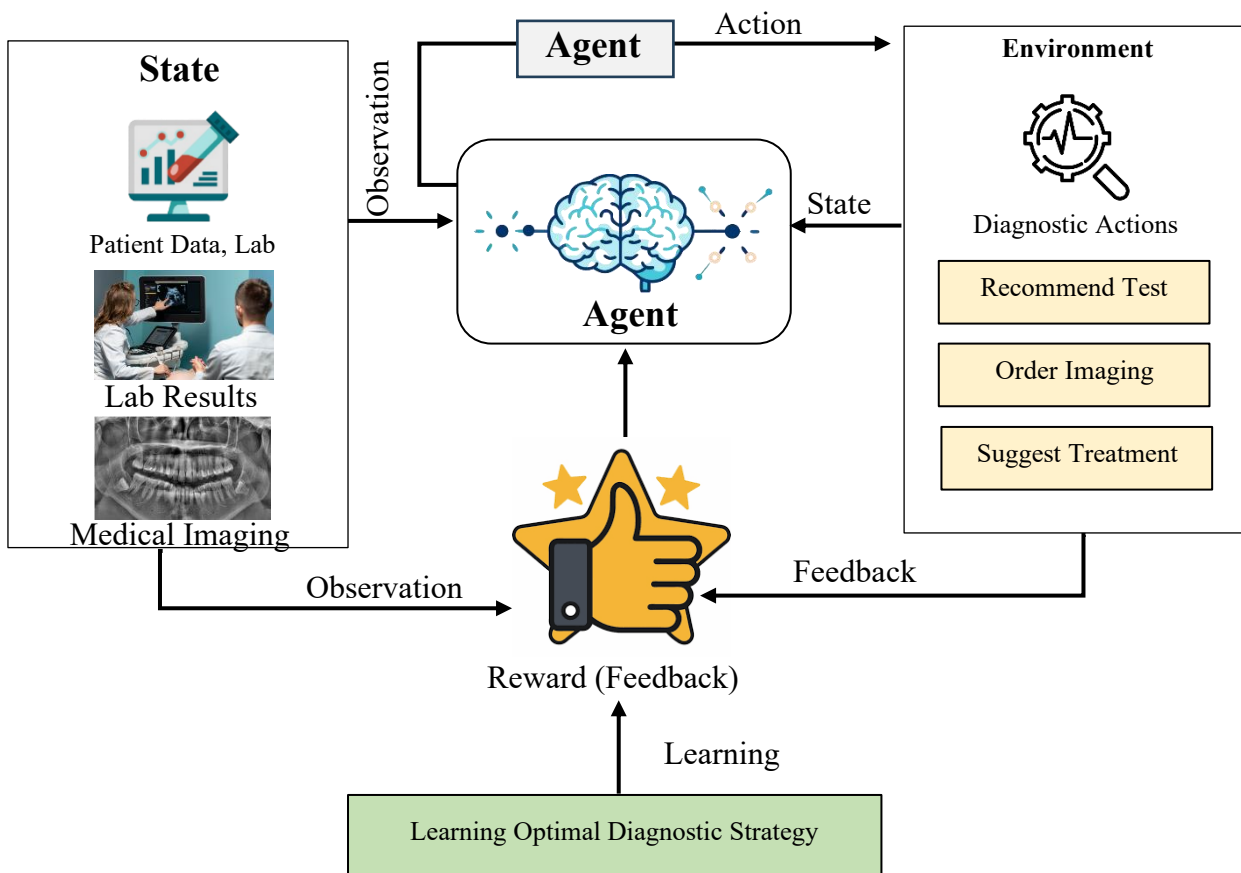 State
Patient Data, Lab
Lab Results
Medical Imaging
Observation
Agent
Action
Agent
State
Environment
Diagnostic Actions
Recommend Test
Order Imaging
Suggest Treatment
Observation
Feedback
Reward (Feedback)
Learning
Learning Optimal Diagnostic Strategy